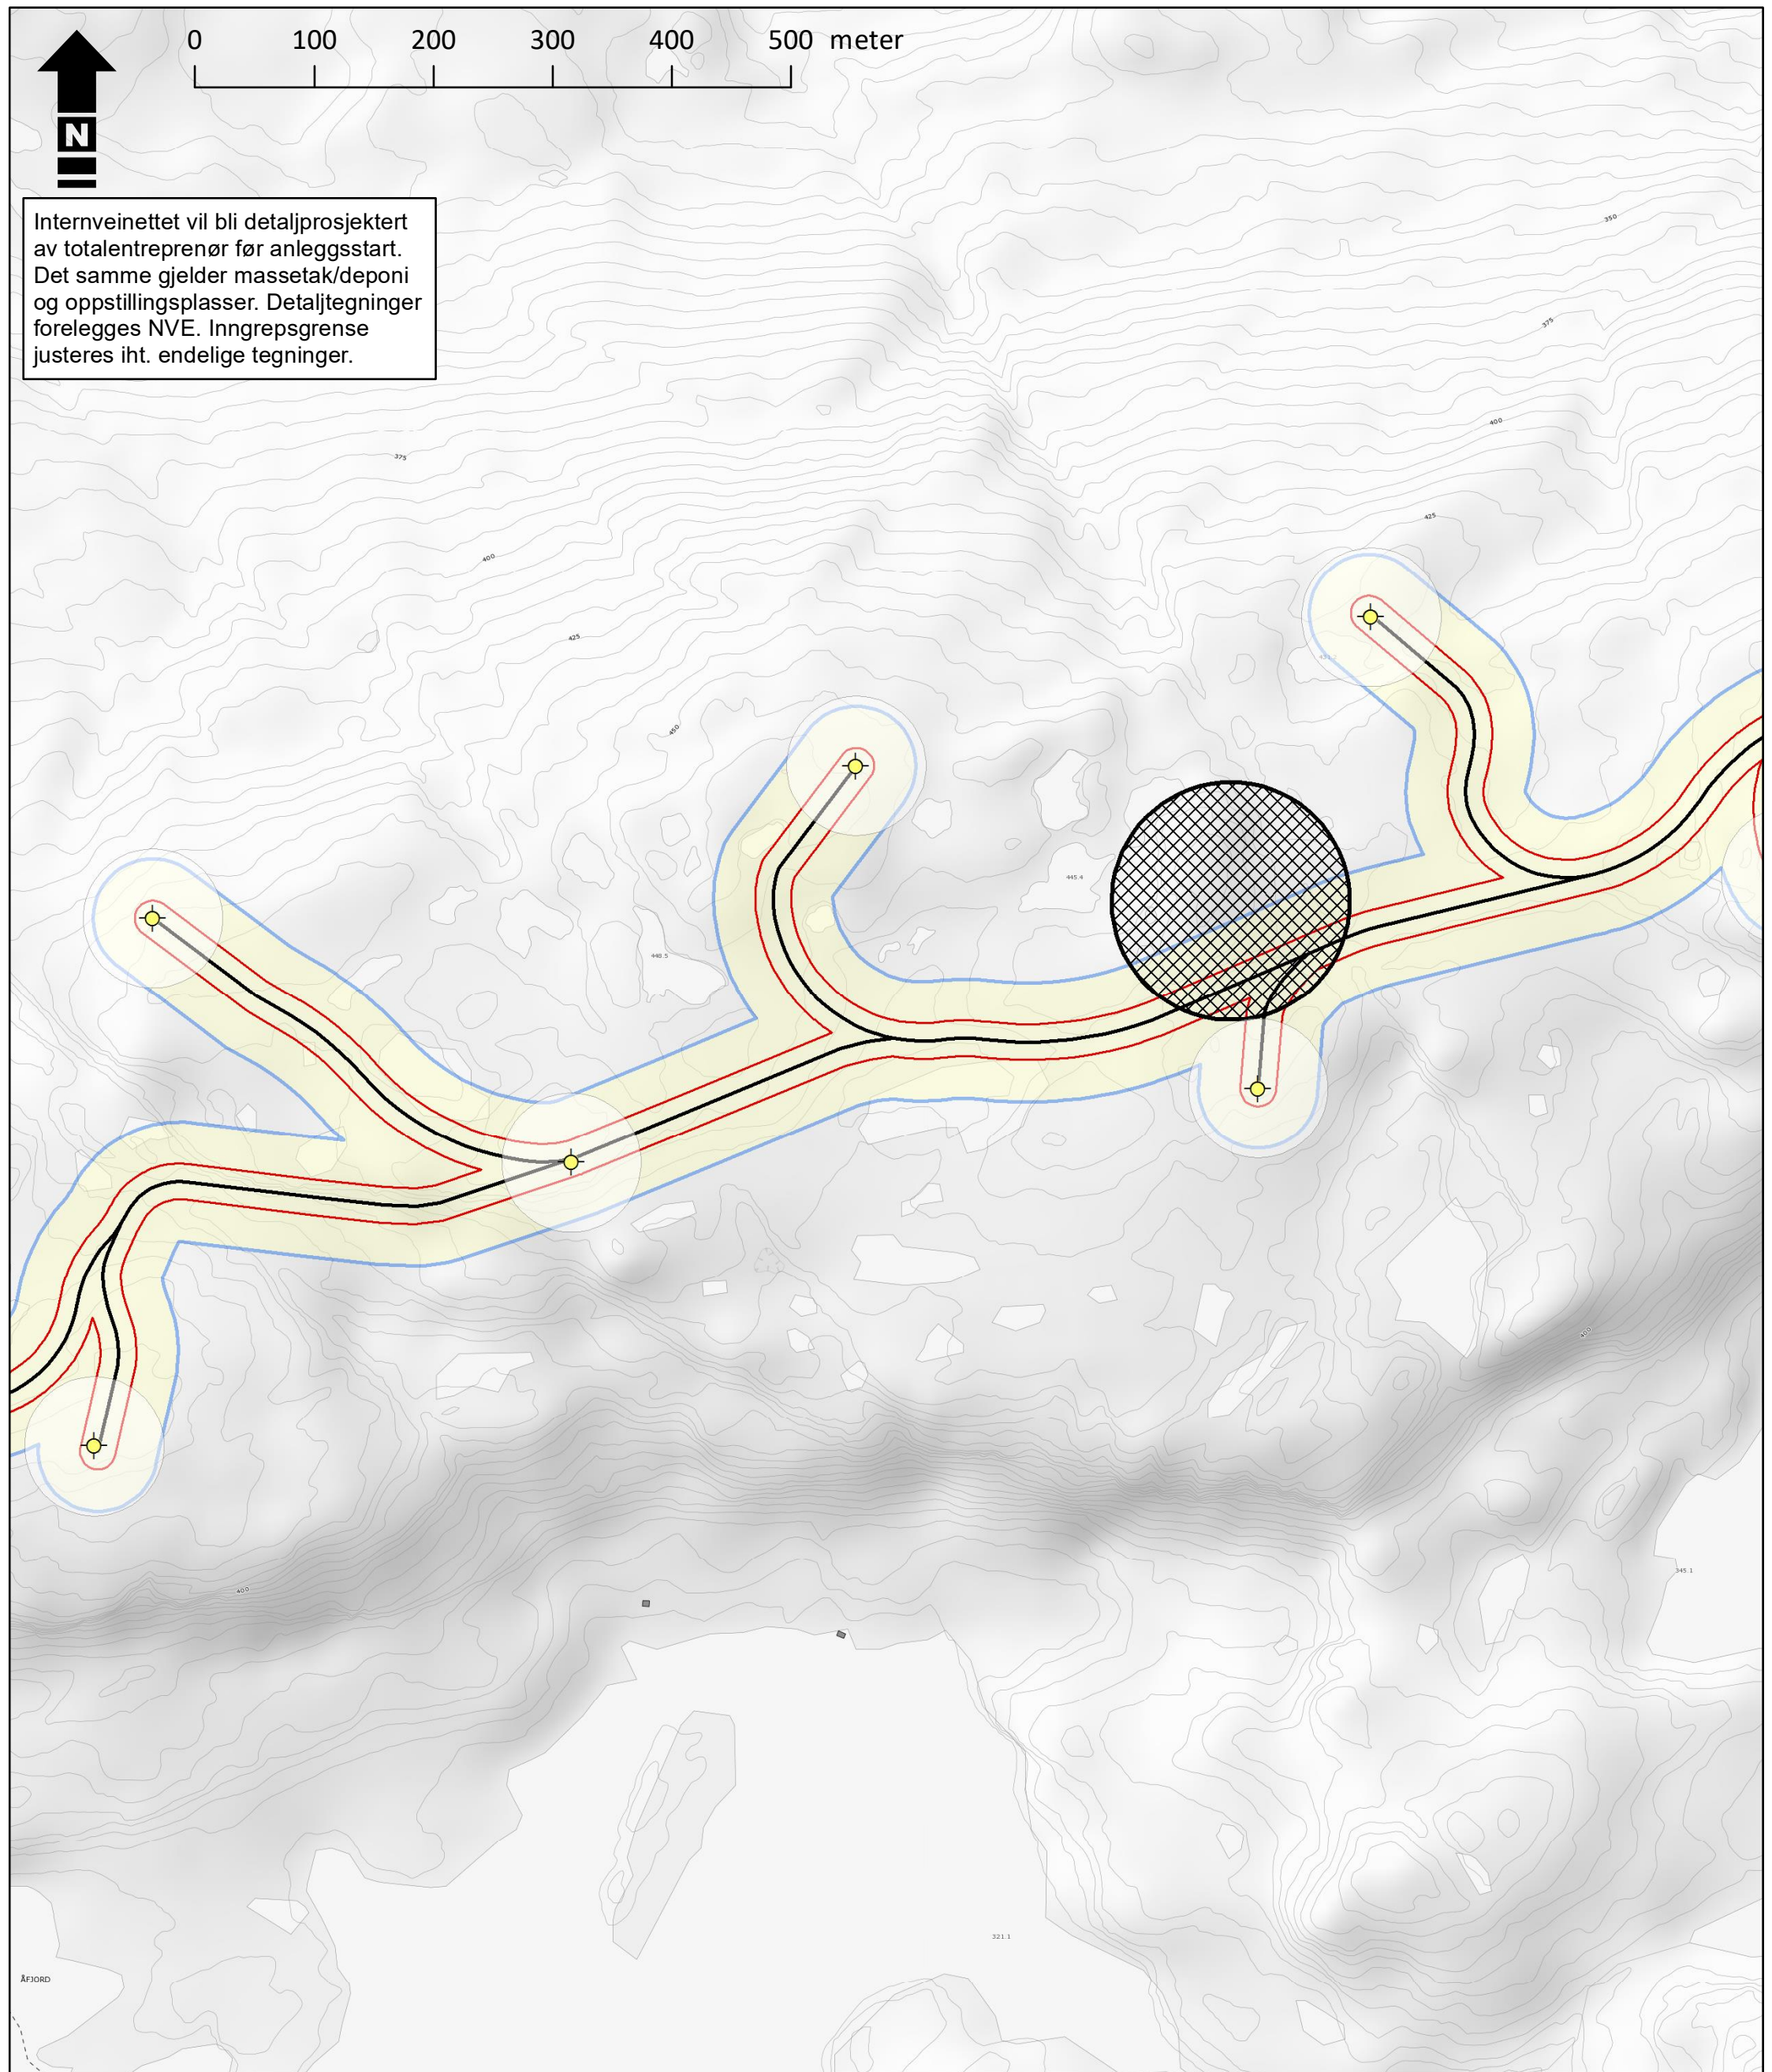 0 100 200 300 400 500 meter
N
Internveinettet vil bli detaljprosjektert
av totalentreprenør før anleggsstart.
Det samme gjelder massetak/deponi
og oppstillingsplasser. Detaljtegninger
forelegges NVE. Inngrepsgrense
justeres iht. endelige tegninger.
350
375
400
375
425
400
425
450
445.4
448.5
400
400
345.1
321.1
ÅFJORD